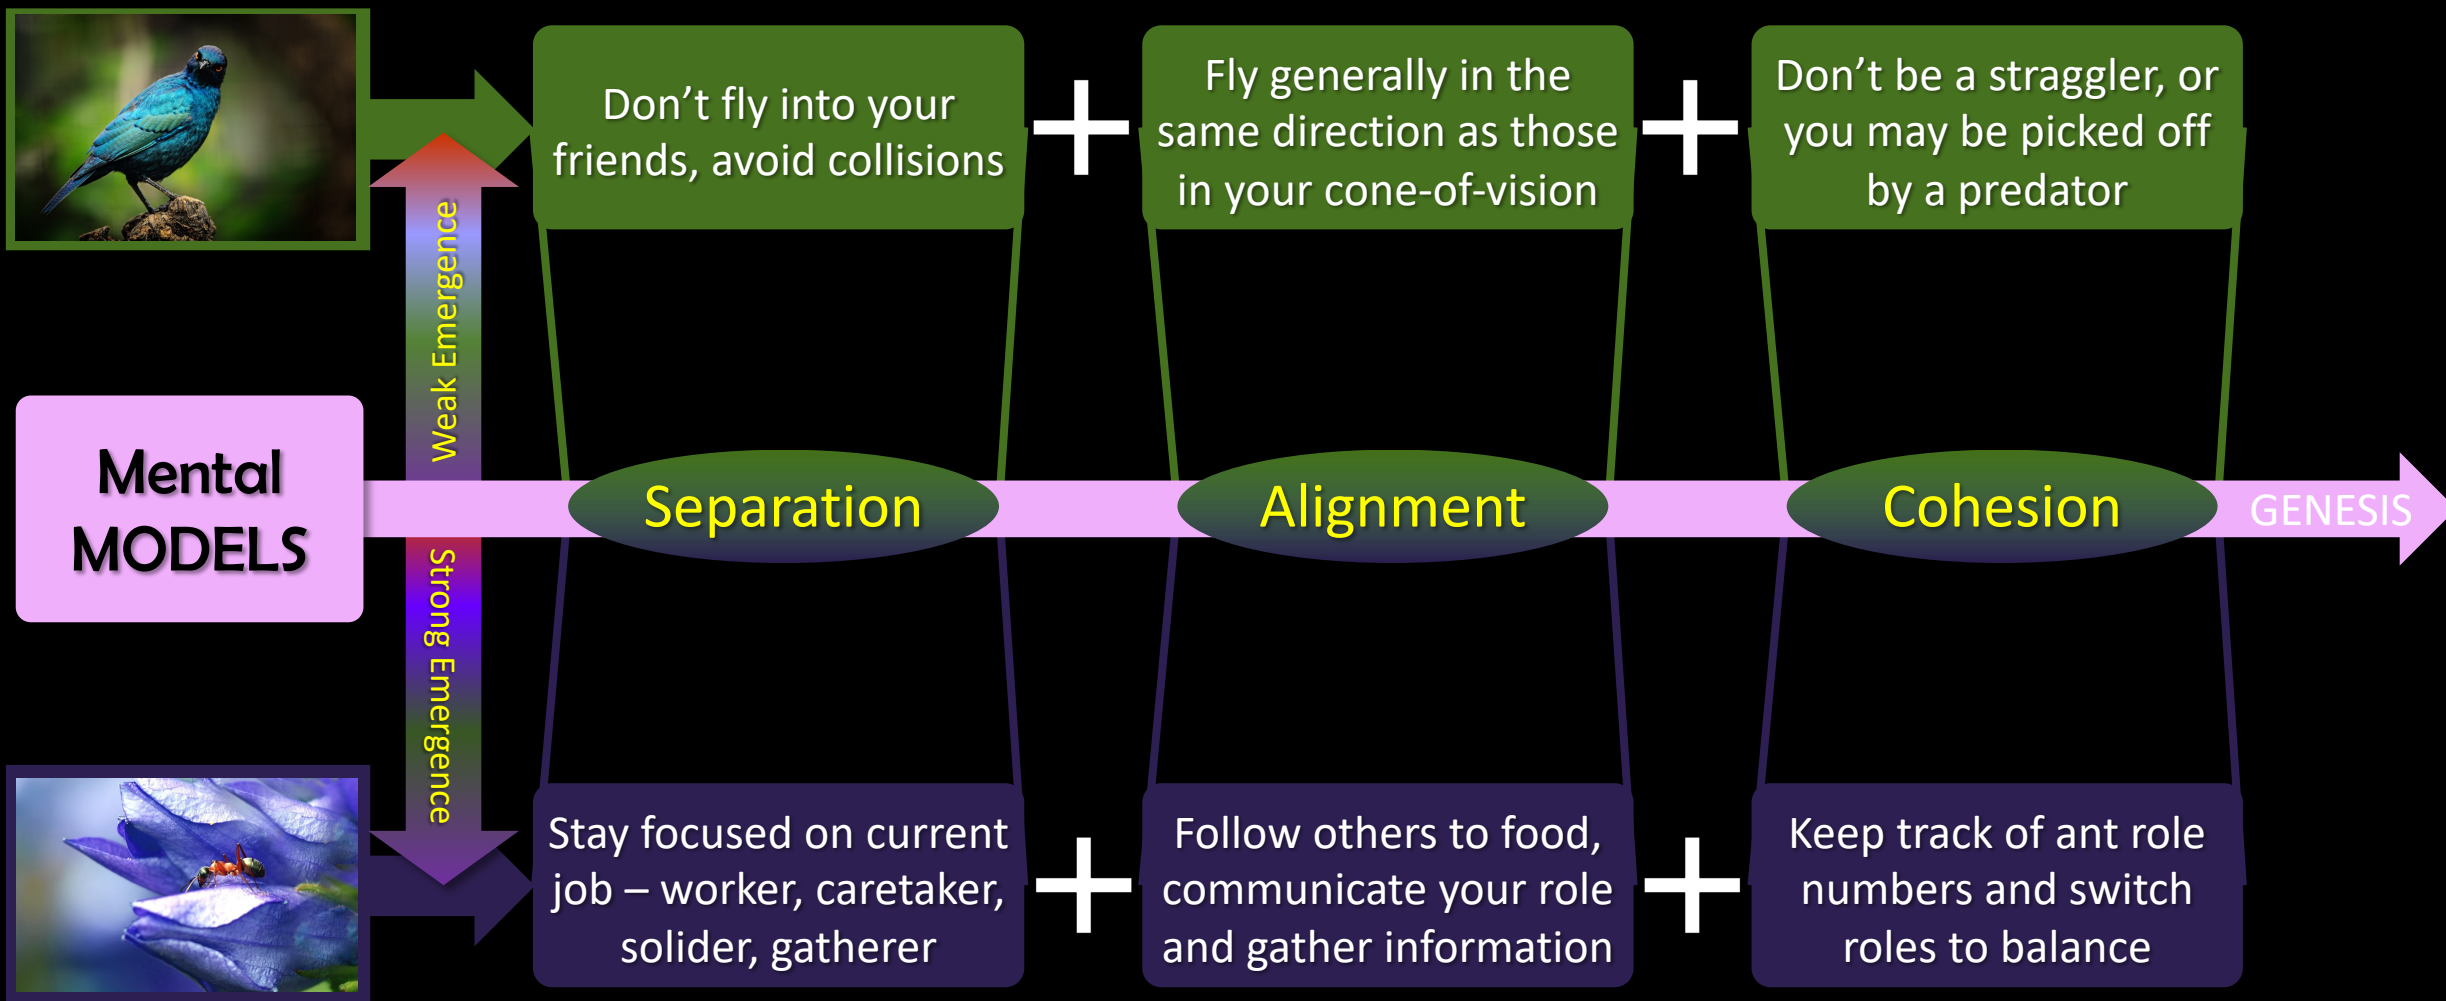 Don’t fly into your
friends, avoid collisions
+
Fly generally in the
same direction as those
in your cone-of-vision
+
Don’t be a straggler, or
you may be picked off
by a predator
Weak Emergence
Mental
MODELS
Separation
Alignment
Cohesion
GENESIS
Strong Emergence
Stay focused on current
job – worker, caretaker,
solider, gatherer
+
Follow others to food,
communicate your role
and gather information
+
Keep track of ant role
numbers and switch
roles to balance